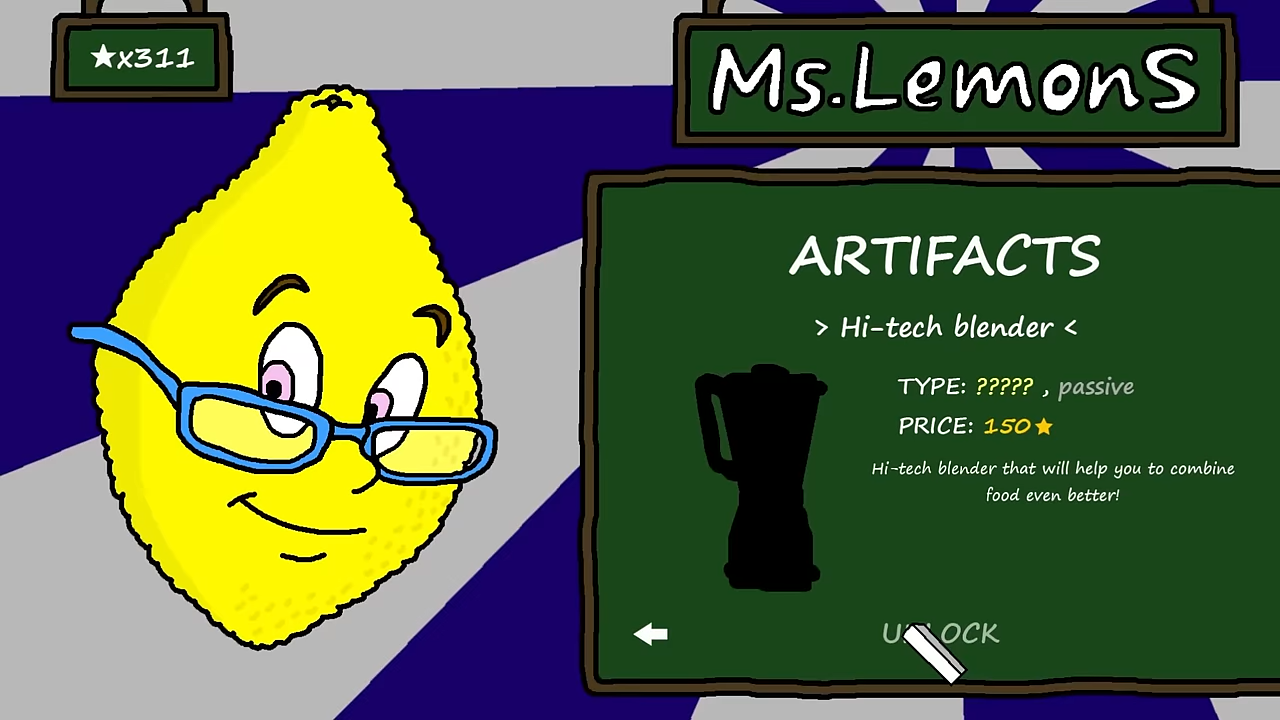 ★x311
Ms.LemonS
ARTIFACTS
> Hi-tech blender <
TYPE: ????? , passive
PRICE: 150★
Hi-tech blender that will help you to combine
food even better!
UNLOCK